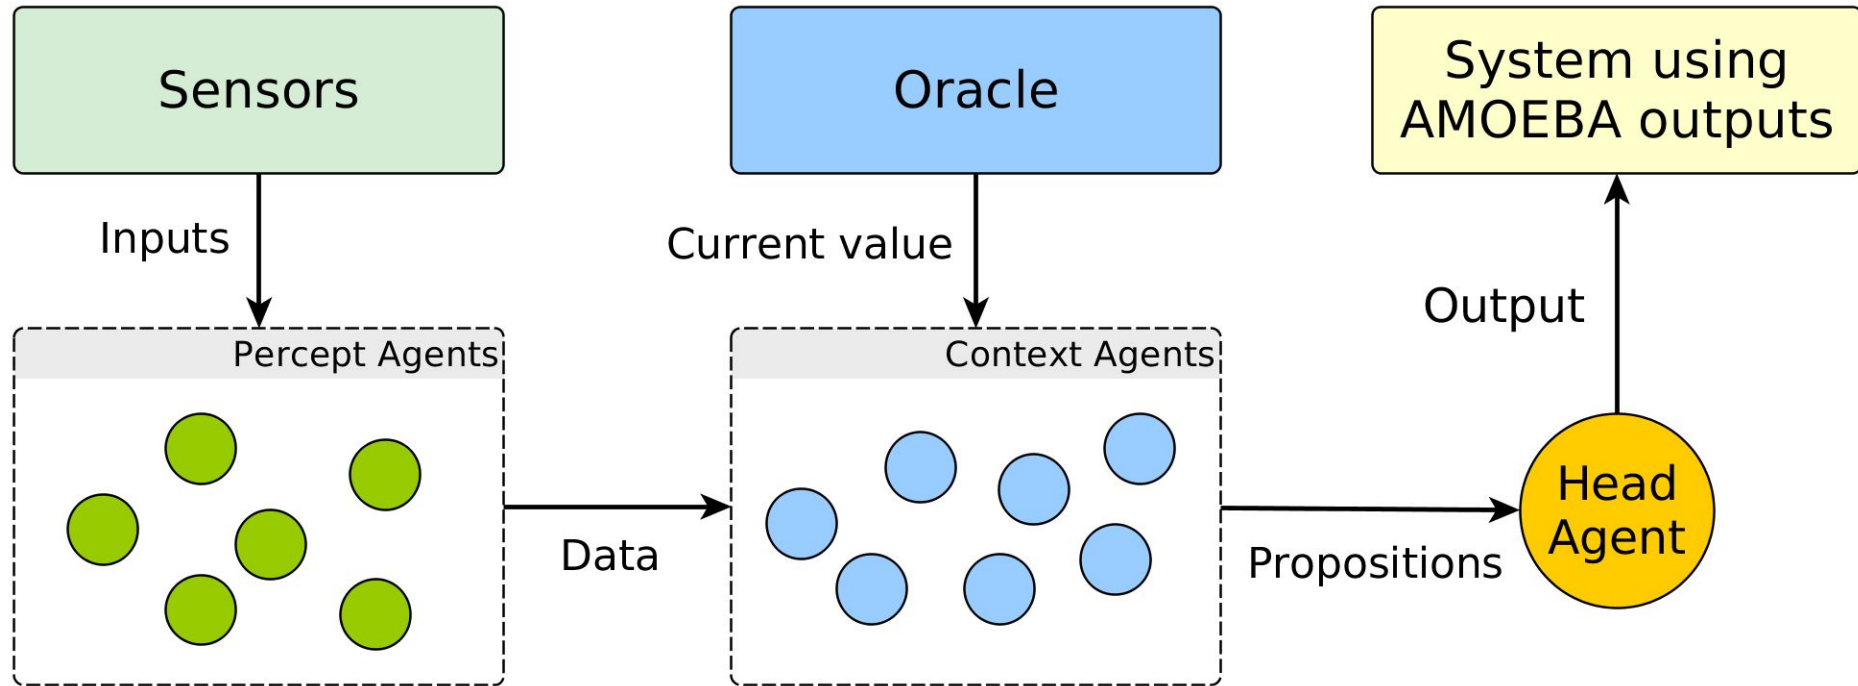 Sensors
Oracle
System using
AMOEBA outputs
Inputs
Current value
Output
Percept Agents
Context Agents
Head
Agent
Data
Propositions